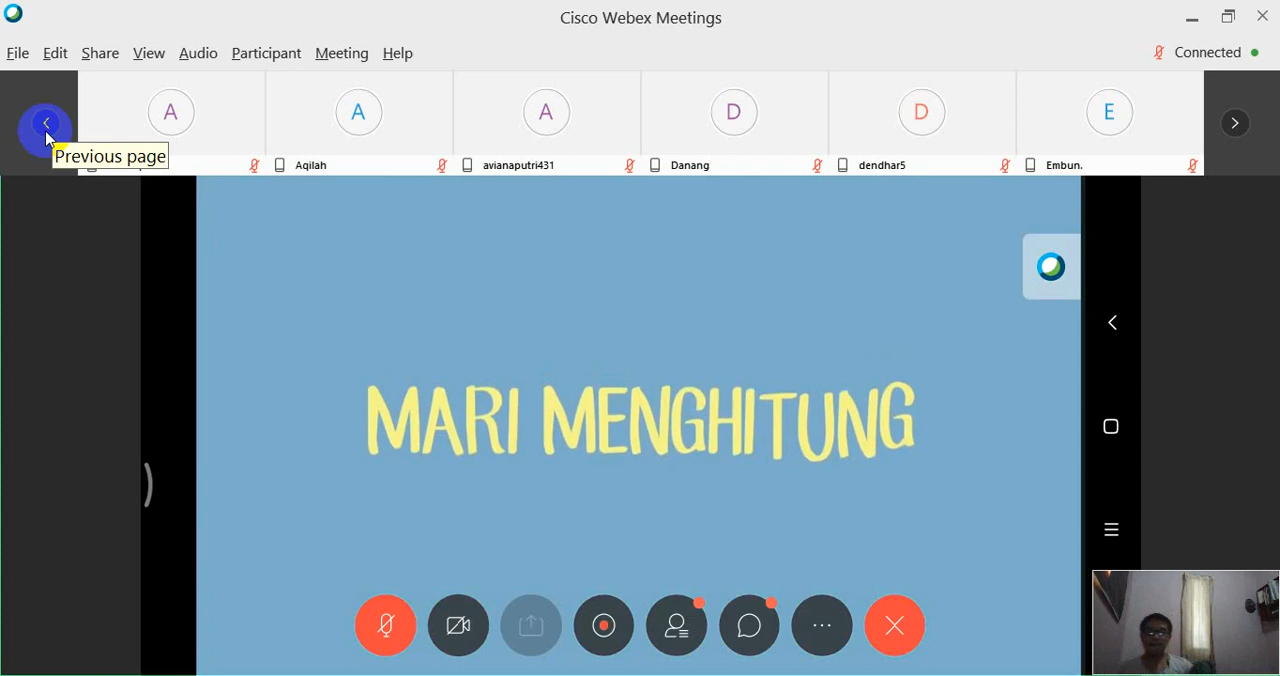 Cisco Webex Meetings
File Edit Share View Audio Participant Meeting Help
Connected
A A A D D E
Previous page
Aqilah avianaputri431 Danang dendhar5 Embun.
MARI MENGHITUNG